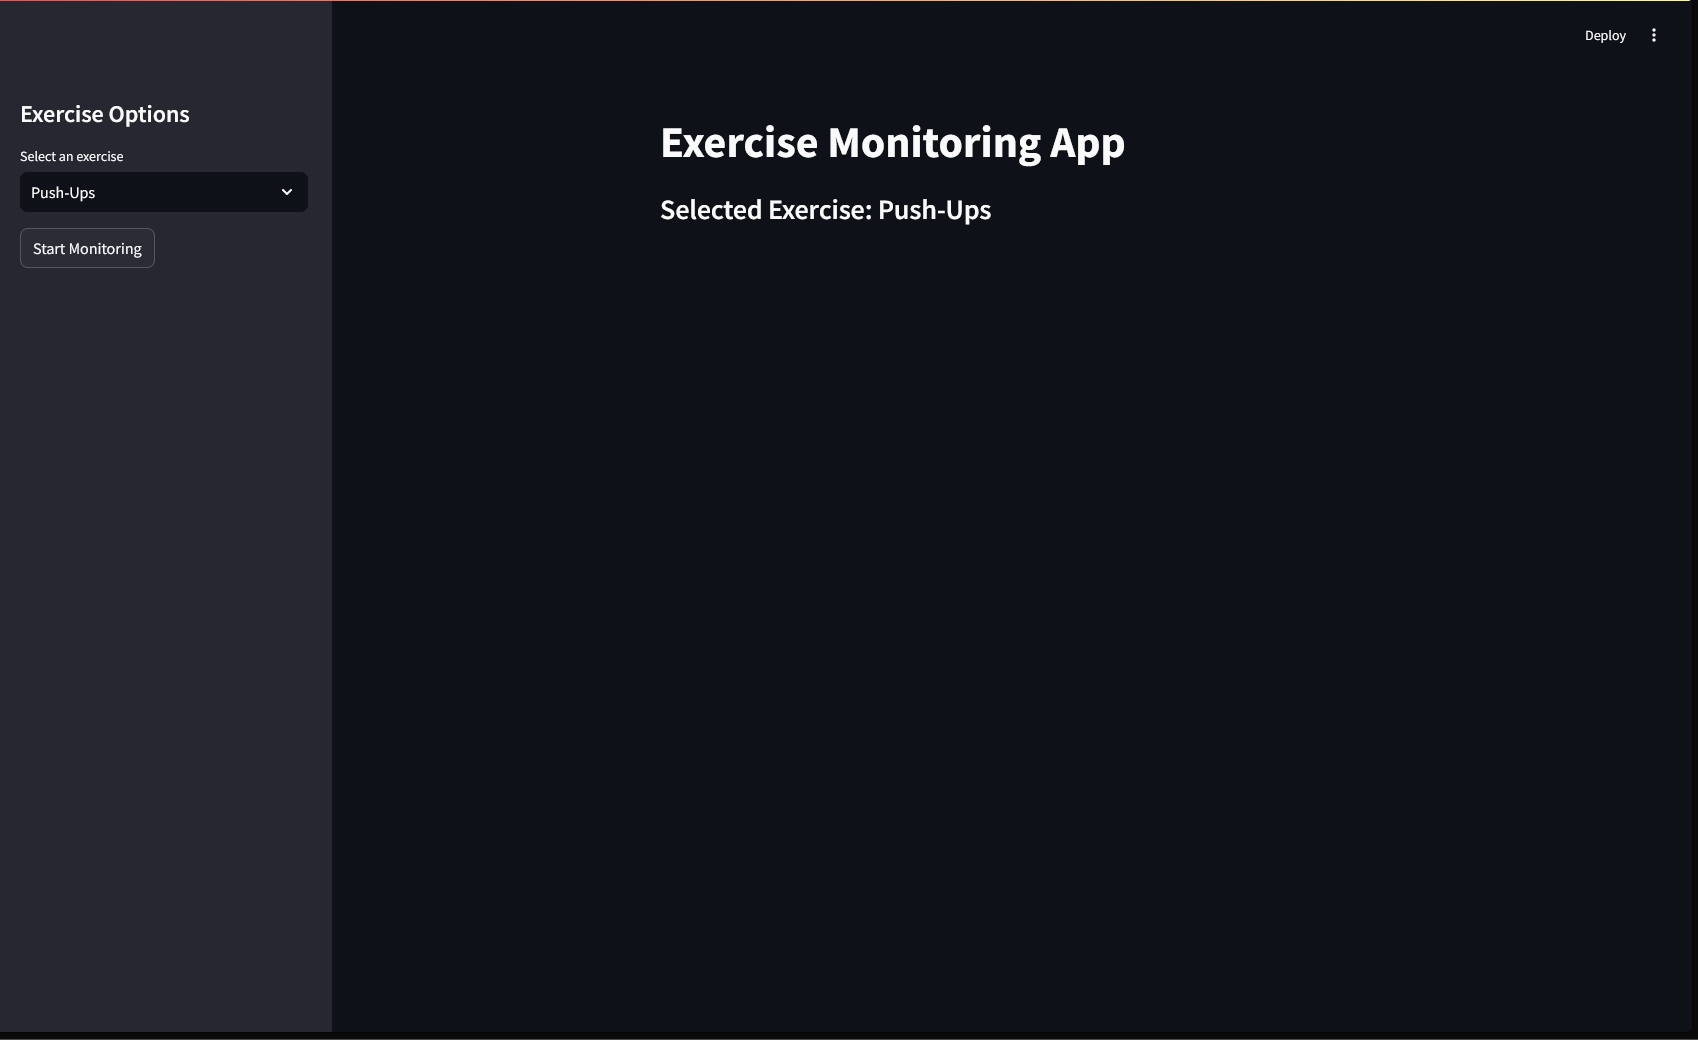 Deploy
Exercise Options
Select an exercise
Push-Ups
Start Monitoring
Exercise Monitoring App
Selected Exercise: Push-Ups